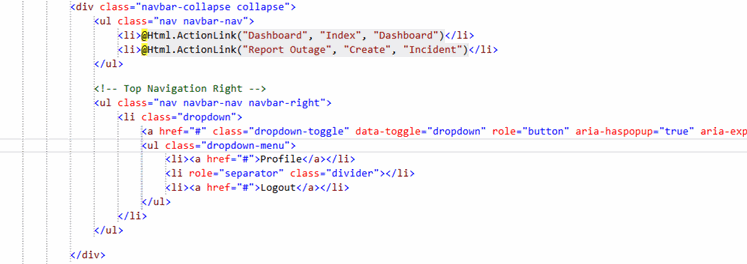 <div class="navbar-collapse collapse">
<ul class="nav navbar-nav">
<li>@Html.ActionLink("Dashboard", "Index", "Dashboard")</li>
<li>@Html.ActionLink("Report Outage", "Create", "Incident")</li>
</ul>
<!-- Top Navigation Right -->
<ul class="nav navbar-nav navbar-right">
<li class="dropdown">
<a href="#" class="dropdown-toggle" data-toggle="dropdown" role="button" aria-haspopup="true" aria-exp
<ul class="dropdown-menu">
<li><a href="#">Profile</a></li>
<li role="separator" class="divider"></li>
<li><a href="#">Logout</a></li>
</ul>
</li>
</ul>
</div>